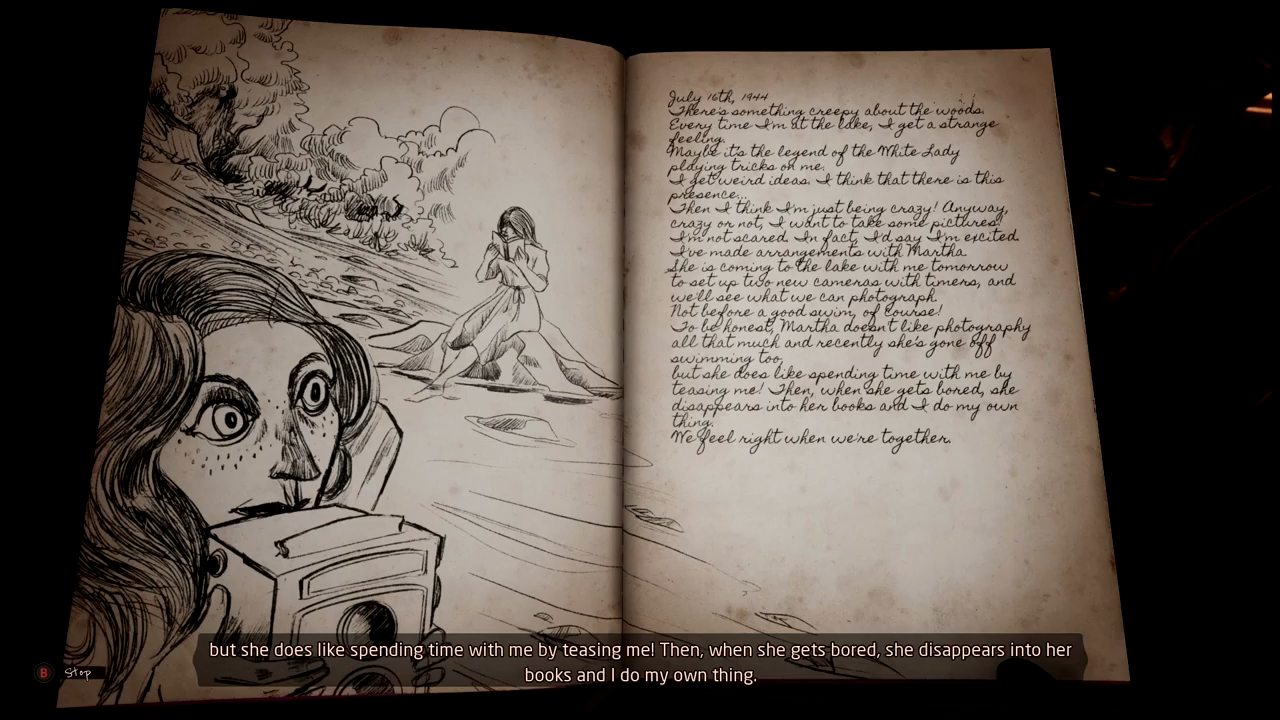 July 16th, 1944
There's something creepy about the woods.
Every time I'm at the lake, I get a strange
feeling.
Maybe it's the legend of the White Lady
playing tricks on me.
I get weird ideas. I think that there is this
presence...
Then I think I'm just being crazy! Anyway,
crazy or not, I want to take some pictures!
I'm not scared. In fact, I'd say I'm excited.
I've made arrangements with Martha.
She is coming to the lake with me tomorrow
to set up two new cameras with timers, and
we'll see what we can photograph.
Not before a good swim, of course!
To be honest, Martha doesn't like photography
all that much and recently she's gone off
swimming too,
but she does like spending time with me by
teasing me! Then, when she gets bored, she
disappears into her books and I do my own
thing.
We feel right when we're together.
but she does like spending time with me by teasing me! Then, when she gets bored, she disappears into her
books and I do my own thing.
B Stop